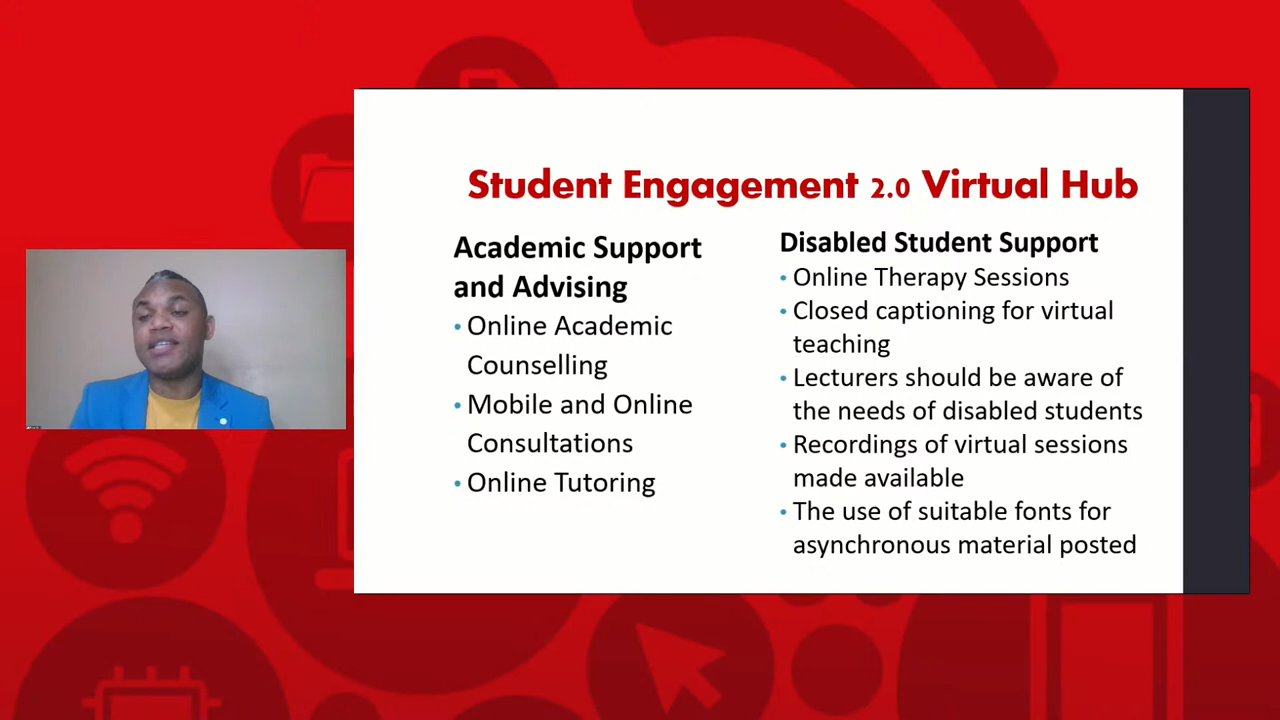 Student Engagement 2.0 Virtual Hub
Academic Support
and Advising
• Online Academic
Counselling
• Mobile and Online
Consultations
• Online Tutoring
Disabled Student Support
• Online Therapy Sessions
• Closed captioning for virtual
teaching
• Lecturers should be aware of
the needs of disabled students
• Recordings of virtual sessions
made available
• The use of suitable fonts for
asynchronous material posted